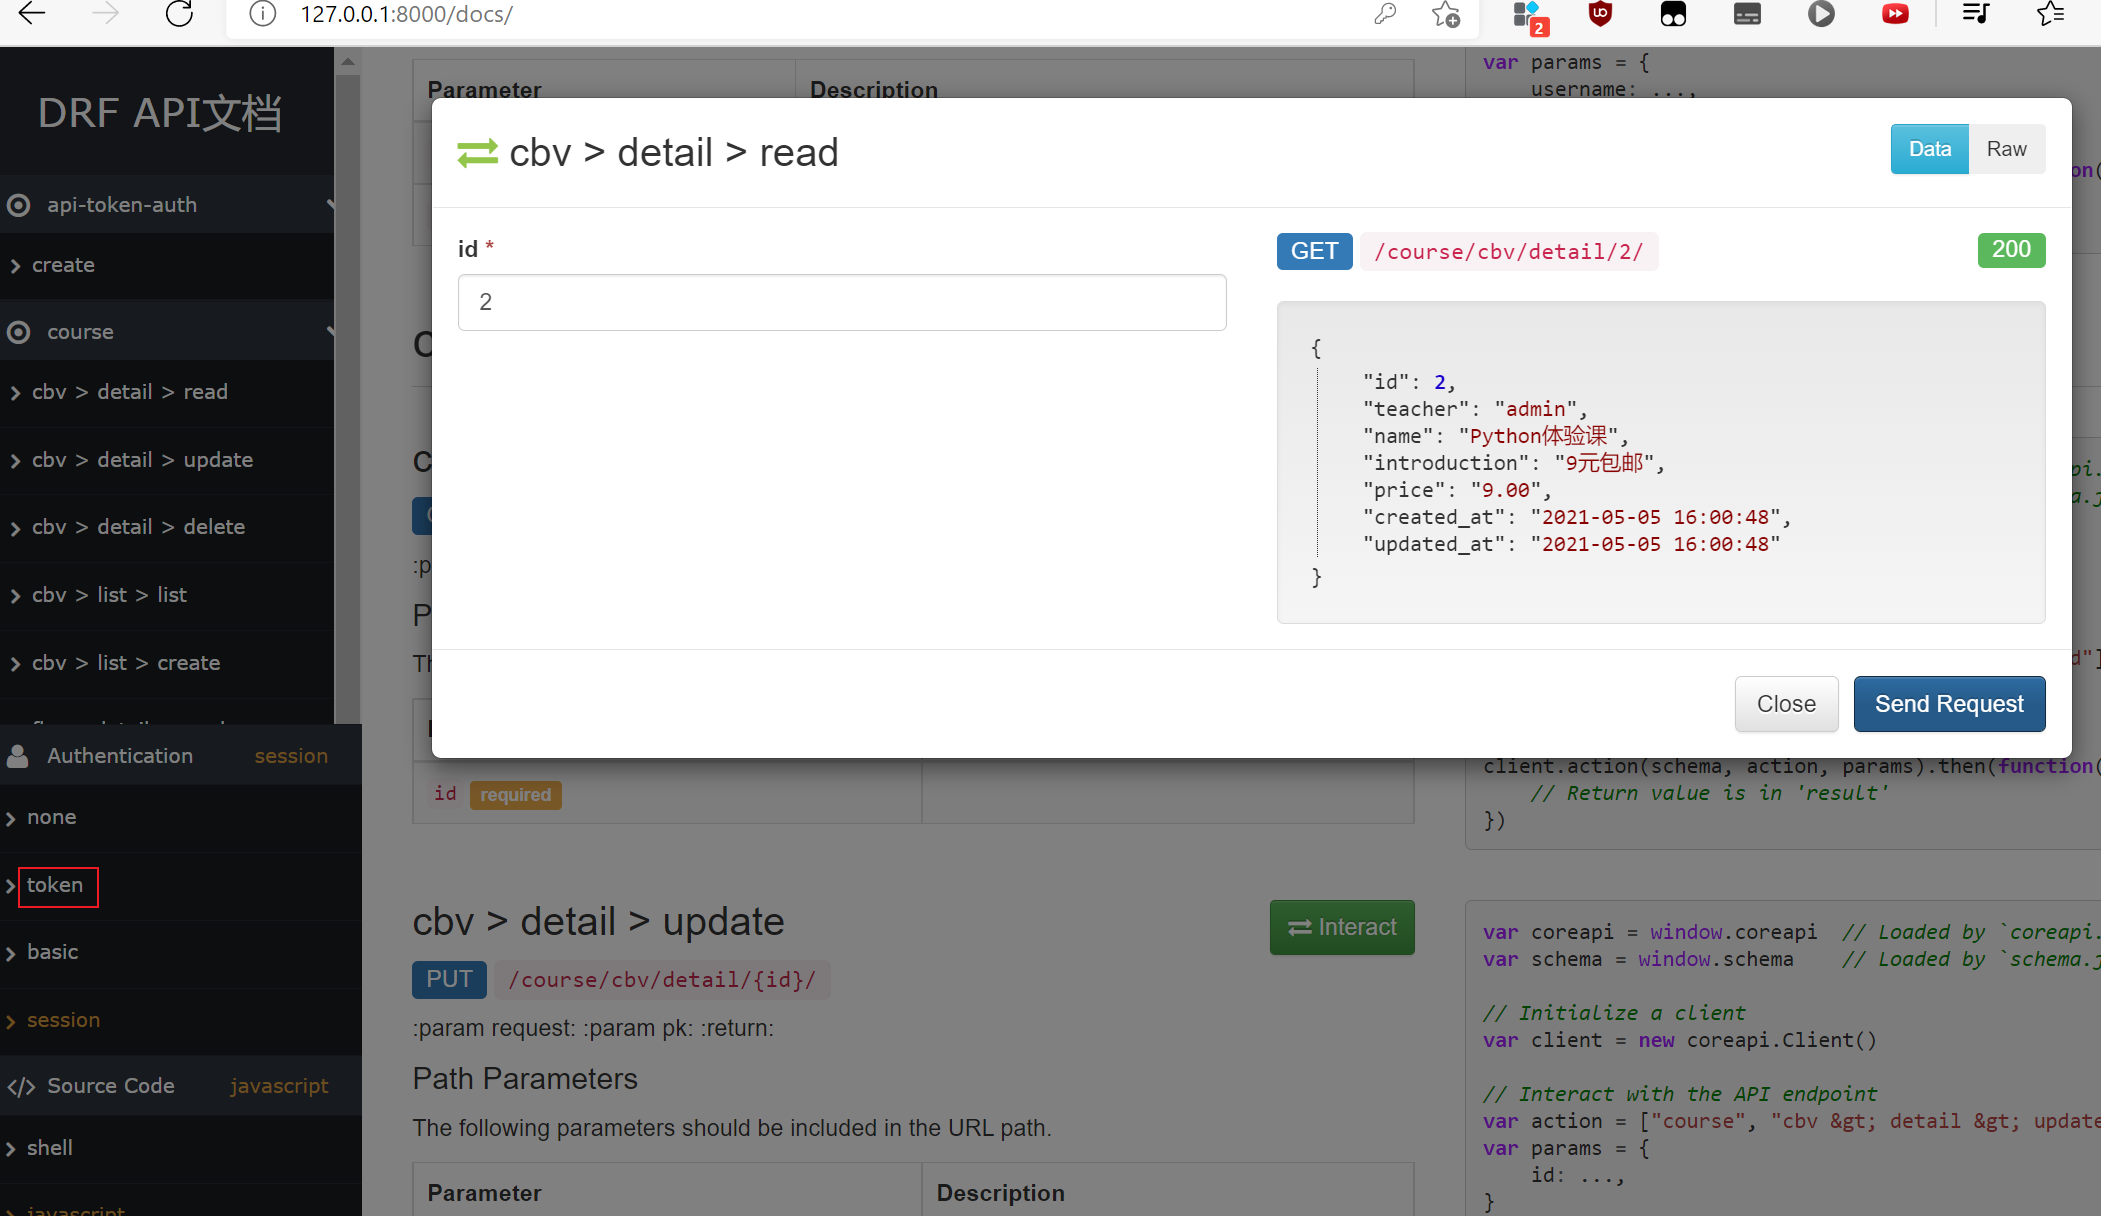 127.0.0.1:8000/docs/
2
DRF API文档
api-token-auth
create
course
cbv > detail > read
cbv > detail > update
cbv > detail > delete
cbv > list > list
cbv > list > create
Authentication session
none
token
basic
session
Source Code javascript
shell
javascript
Parameter Description
cbv > detail > read
Data Raw
id *
2
GET /course/cbv/detail/2/ 200
{
"id": 2,
"teacher": "admin",
"name": "Python体验课",
"introduction": "9元包邮",
"price": "9.00",
"created_at": "2021-05-05 16:00:48",
"updated_at": "2021-05-05 16:00:48"
}
Close Send Request
id required
cbv > detail > update
Interact
PUT /course/cbv/detail/{id}/
:param request: :param pk: :return:
Path Parameters
The following parameters should be included in the URL path.
Parameter Description
var params = {
username: ...,
client.action(schema, action, params).then(function(
// Return value is in 'result'
})
var coreapi = window.coreapi // Loaded by `coreapi.
var schema = window.schema // Loaded by `schema.j
// Initialize a client
var client = new coreapi.Client()
// Interact with the API endpoint
var action = ["course", "cbv &gt; detail &gt; update
var params = {
id: ...,
}